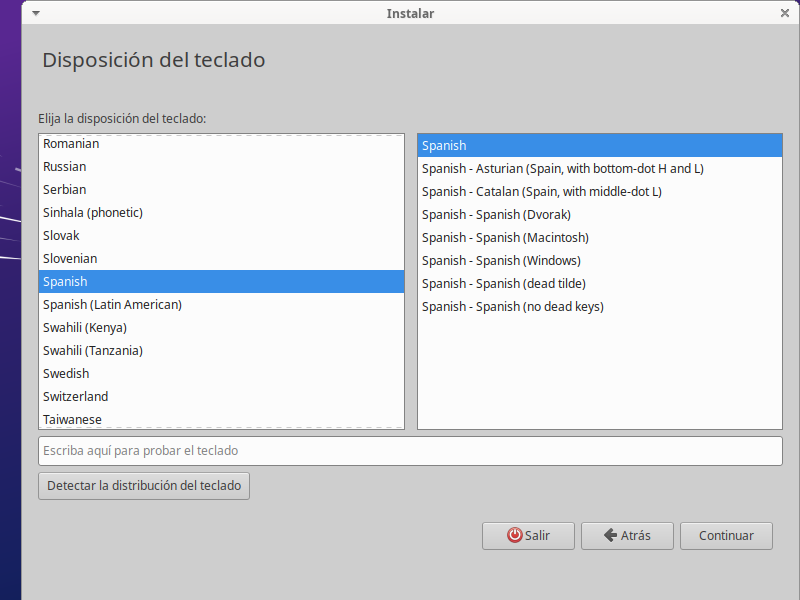 Instalar
Disposición del teclado
Elija la disposición del teclado:
Romanian
Russian
Serbian
Sinhala (phonetic)
Slovak
Slovenian
Spanish
Spanish (Latin American)
Swahili (Kenya)
Swahili (Tanzania)
Swedish
Switzerland
Taiwanese
Spanish
Spanish - Asturian (Spain, with bottom-dot H and L)
Spanish - Catalan (Spain, with middle-dot L)
Spanish - Spanish (Dvorak)
Spanish - Spanish (Macintosh)
Spanish - Spanish (Windows)
Spanish - Spanish (dead tilde)
Spanish - Spanish (no dead keys)
Escriba aquí para probar el teclado
Detectar la distribución del teclado
Salir
Atrás
Continuar